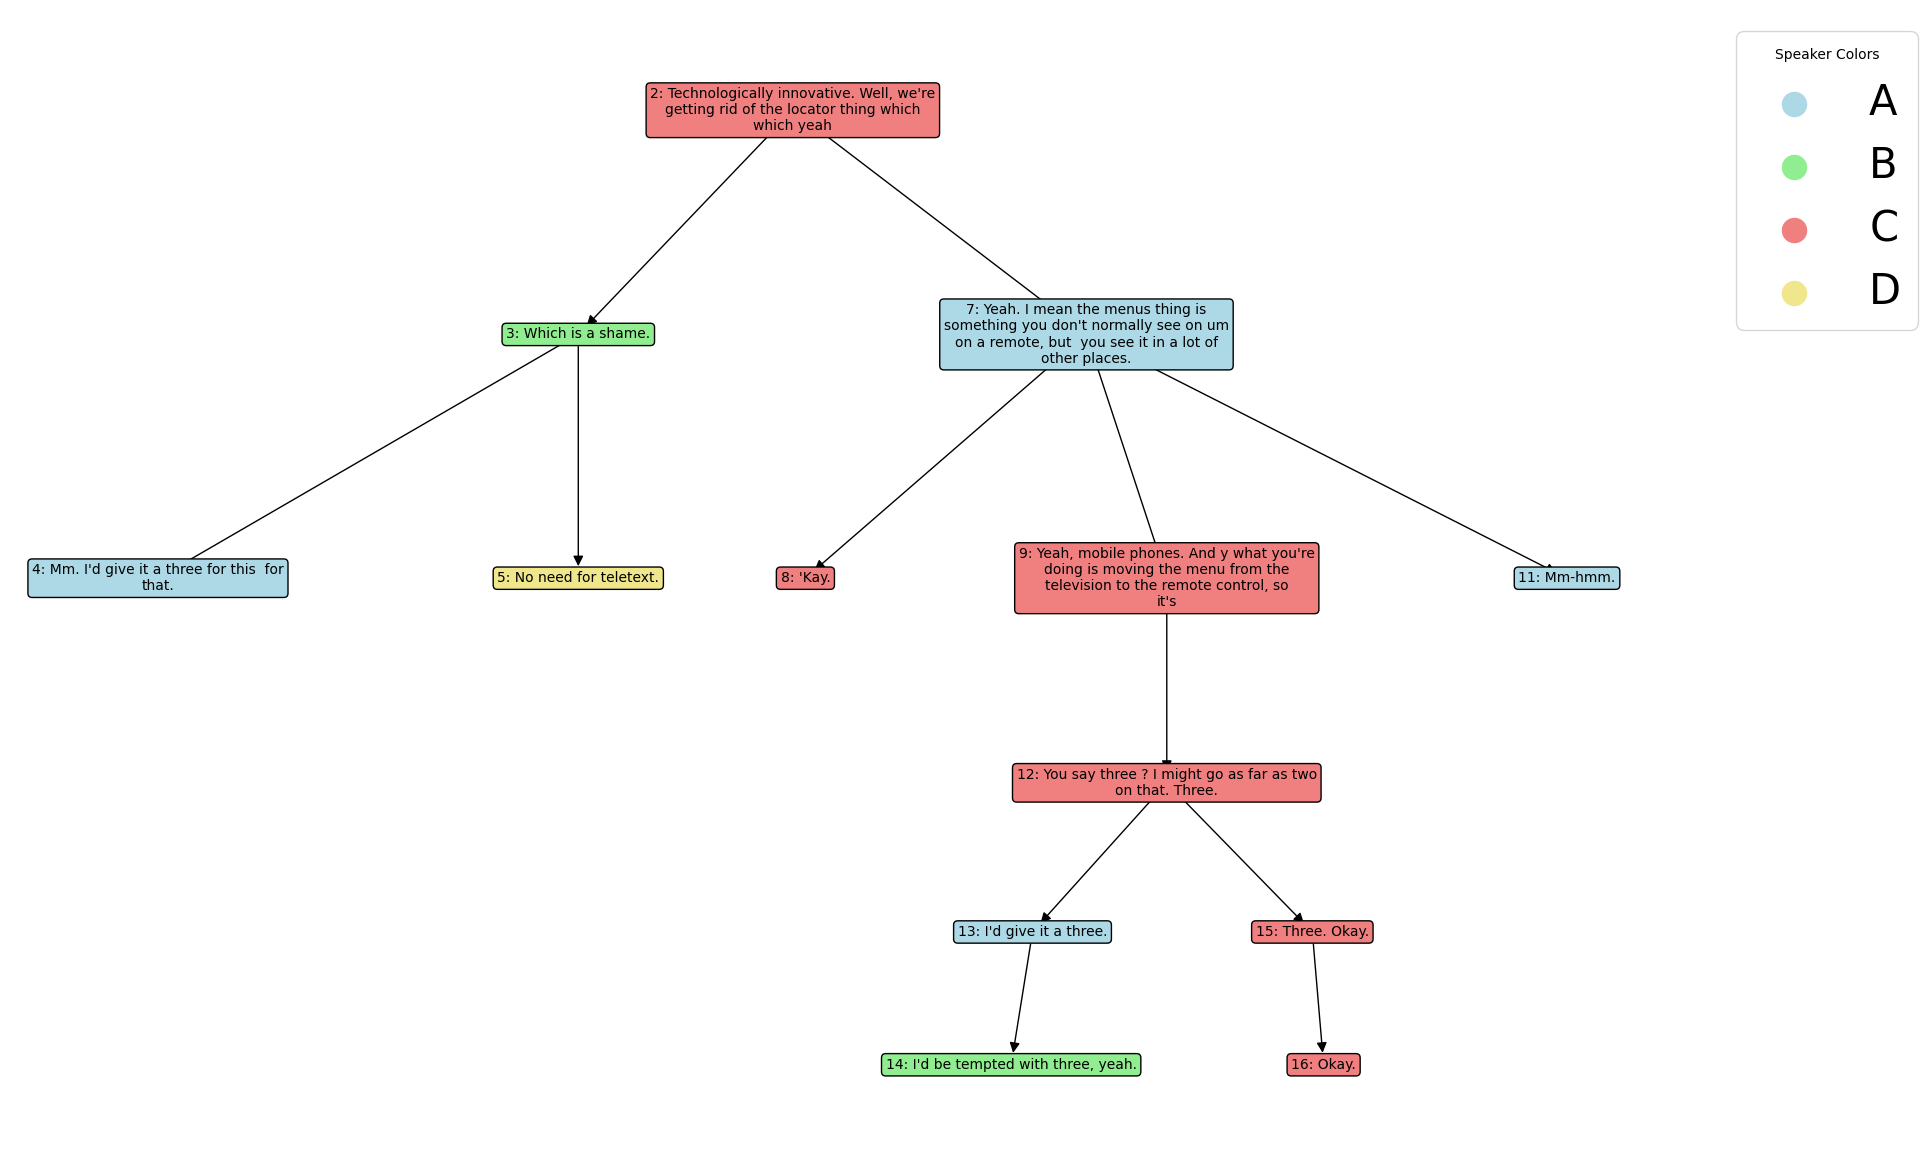 Speaker Colors
A
B
C
D
2: Technologically innovative. Well, we're
getting rid of the locator thing which
which yeah
3: Which is a shame.
7: Yeah. I mean the menus thing is
something you don't normally see on um
on a remote, but  you see it in a lot of
other places.
4: Mm. I'd give it a three for this  for
that.
5: No need for teletext.
8: 'Kay.
9: Yeah, mobile phones. And y what you're
doing is moving the menu from the
television to the remote control, so
it's
11: Mm-hmm.
12: You say three ? I might go as far as two
on that. Three.
13: I'd give it a three.
15: Three. Okay.
14: I'd be tempted with three, yeah.
16: Okay.